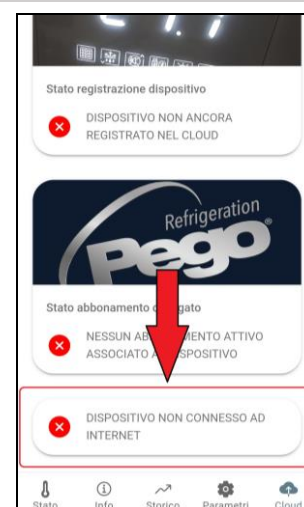 Stato registrazione dispositivo
DISPOSITIVO NON ANCORA
REGISTRATO NEL CLOUD
Refrigeration
Pego
Stato abbonamento
NESSUN ATTIVO
ASSOCIATO
DISPOSITIVO NON CONNESSO AD
INTERNET
Stato Info Storico Parametri Cloud